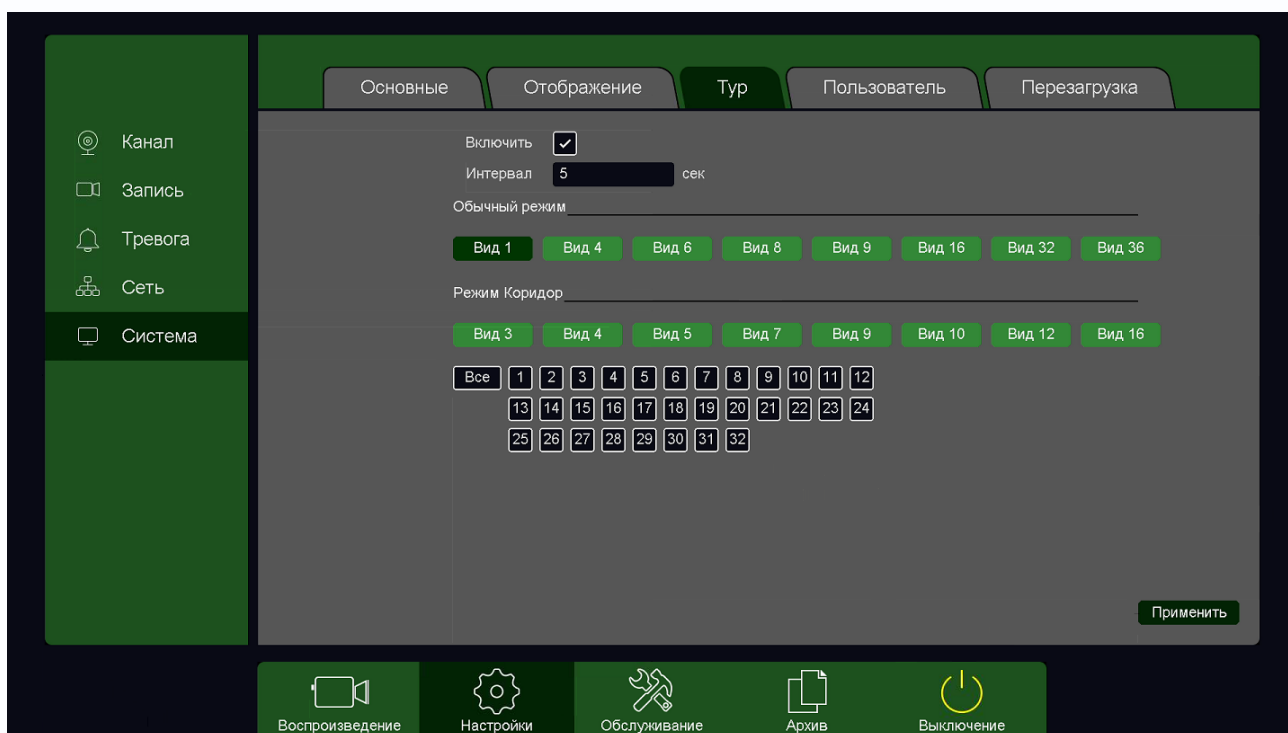 Основные Отображение Тур Пользователь Перезагрузка
Канал
Запись
Тревога
Сеть
Система
Включить
Интервал 5 сек
Обычный режим
Вид 1 Вид 4 Вид 6 Вид 8 Вид 9 Вид 16 Вид 32 Вид 36
Режим Коридор
Вид 3 Вид 4 Вид 5 Вид 7 Вид 9 Вид 10 Вид 12 Вид 16
Все 1 2 3 4 5 6 7 8 9 10 11 12
13 14 15 16 17 18 19 20 21 22 23 24
25 26 27 28 29 30 31 32
Применить
Воспроизведение Настройки Обслуживание Архив Выключение